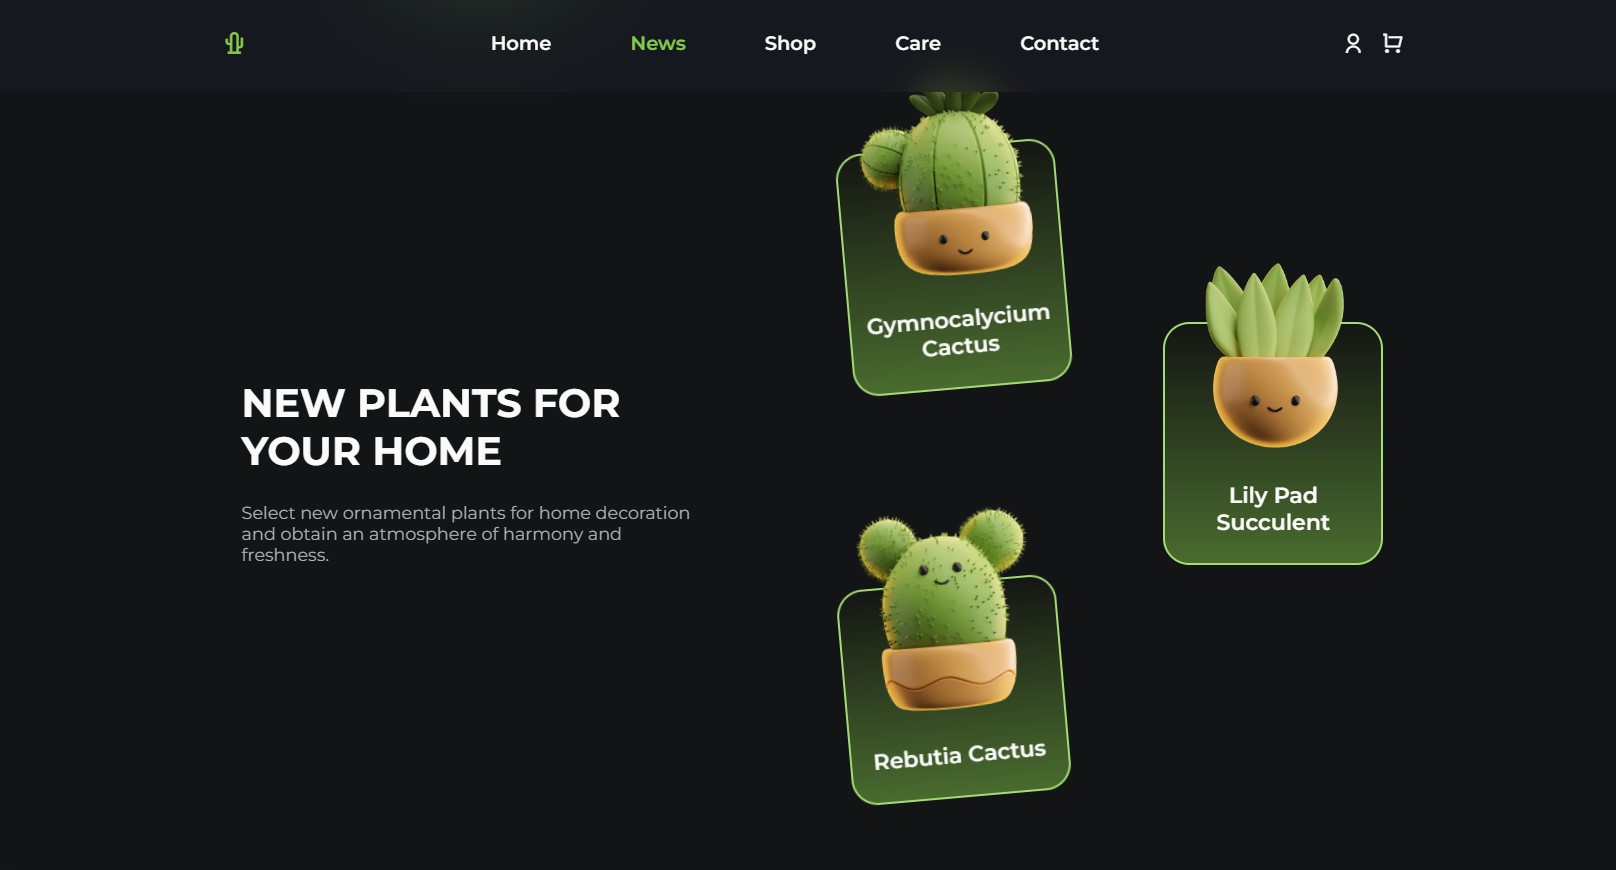 Home News Shop Care Contact
NEW PLANTS FOR
YOUR HOME
Select new ornamental plants for home decoration
and obtain an atmosphere of harmony and
freshness.
Gymnocalycium
Cactus
Lily Pad
Succulent
Rebutia Cactus